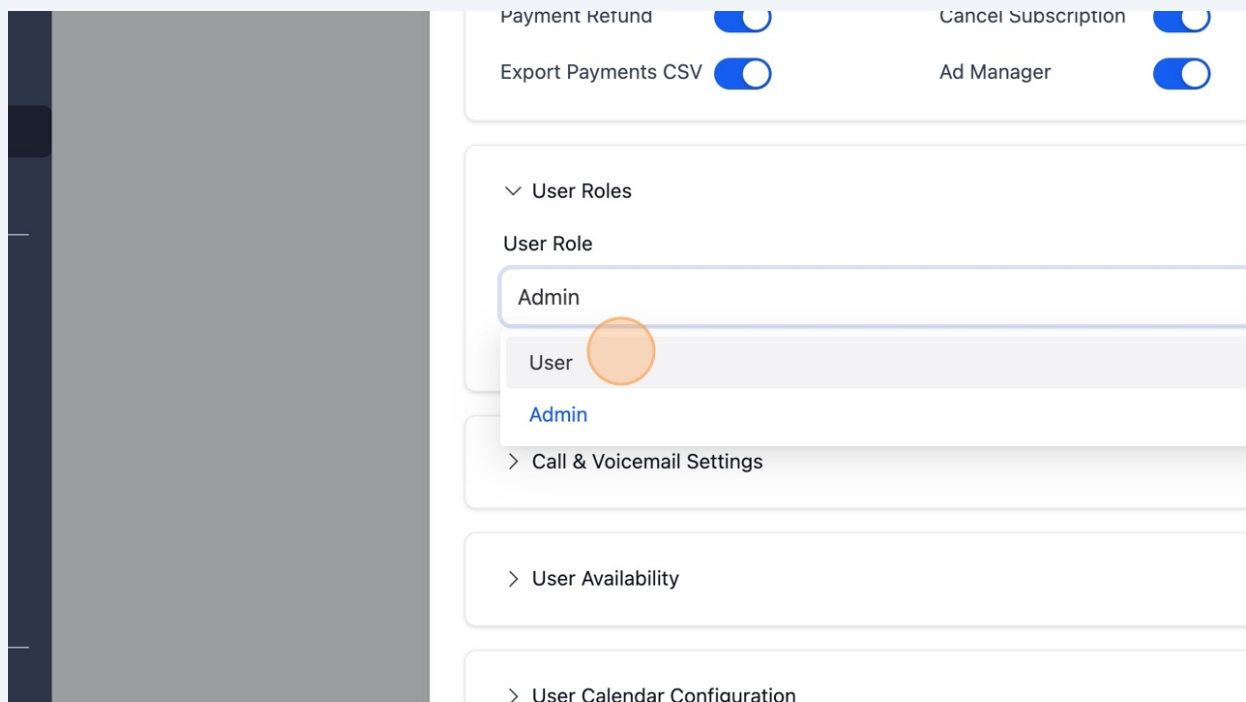 Payment Refund
Cancel Subscription
Export Payments CSV
Ad Manager
User Roles
User Role
Admin
User
Admin
Call & Voicemail Settings
User Availability
User Calendar Configuration